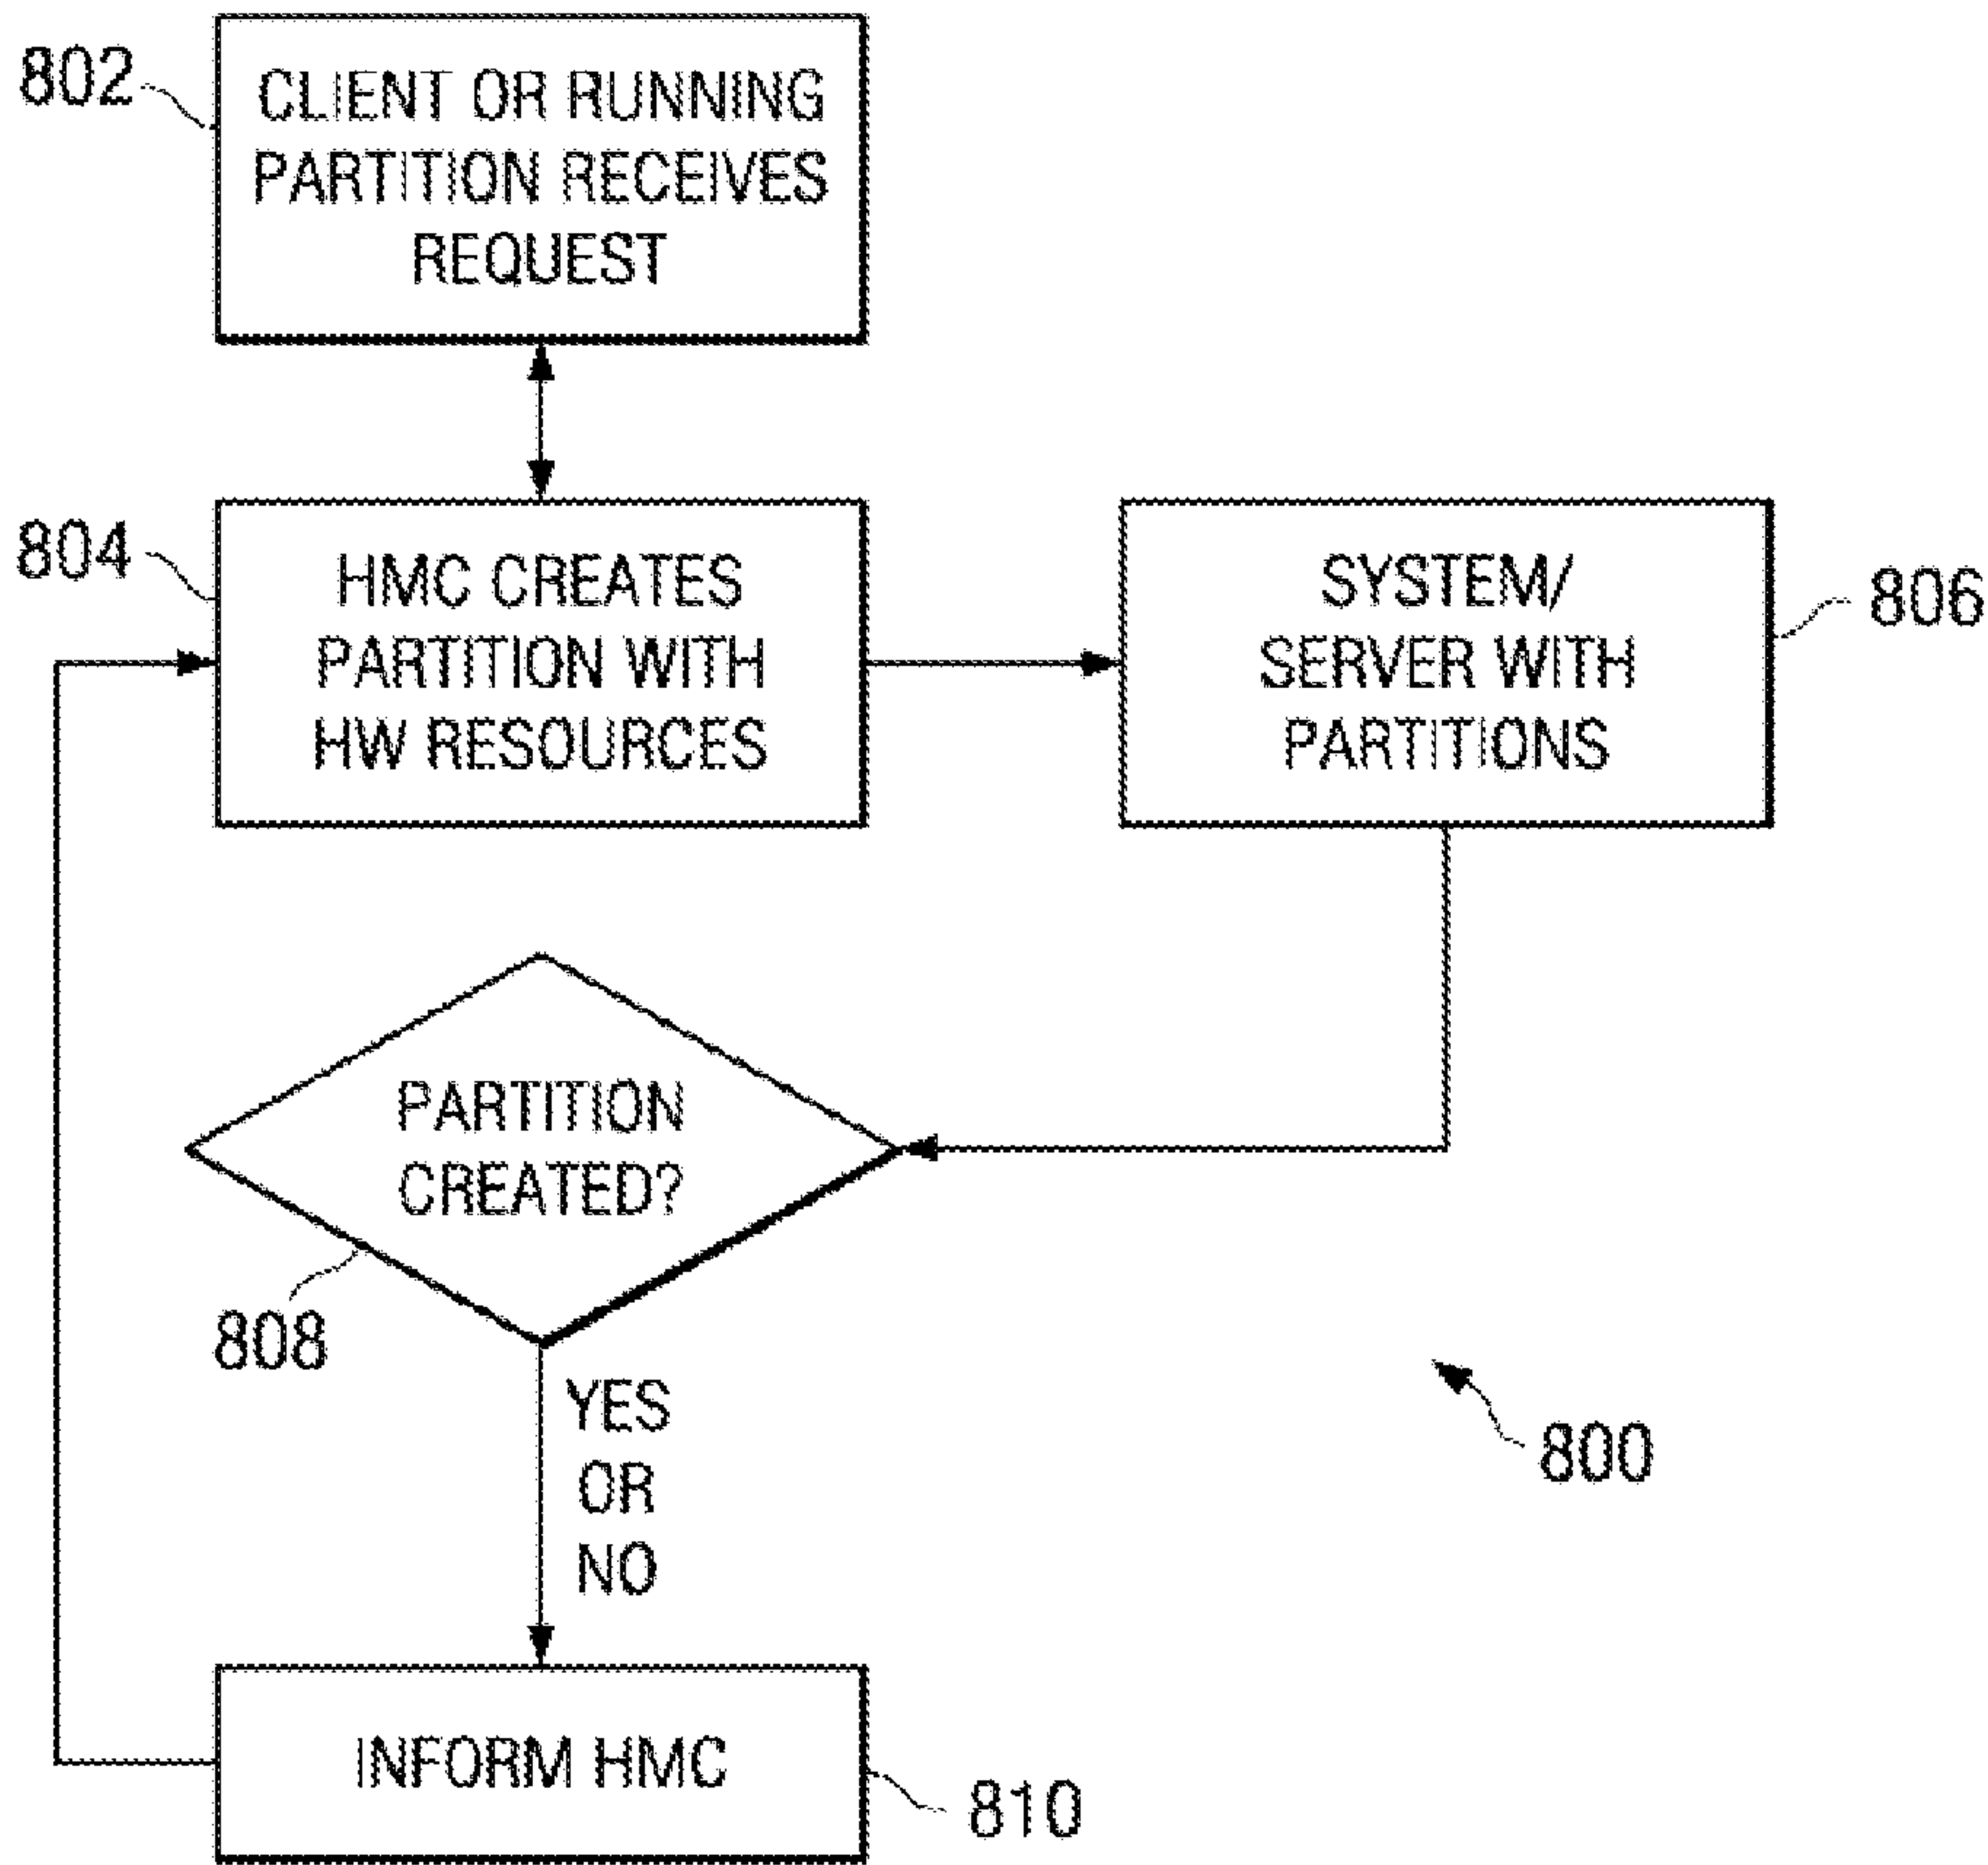 802
CLIENT OR RUNNING
PARTITION RECEIVES
REQUEST
804
HMC CREATES
PARTITION WITH
HW RESOURCES
SYSTEM/
SERVER WITH
PARTITIONS
806
PARTITION
CREATED?
808
YES
OR
NO
800
INFORM HMC
810